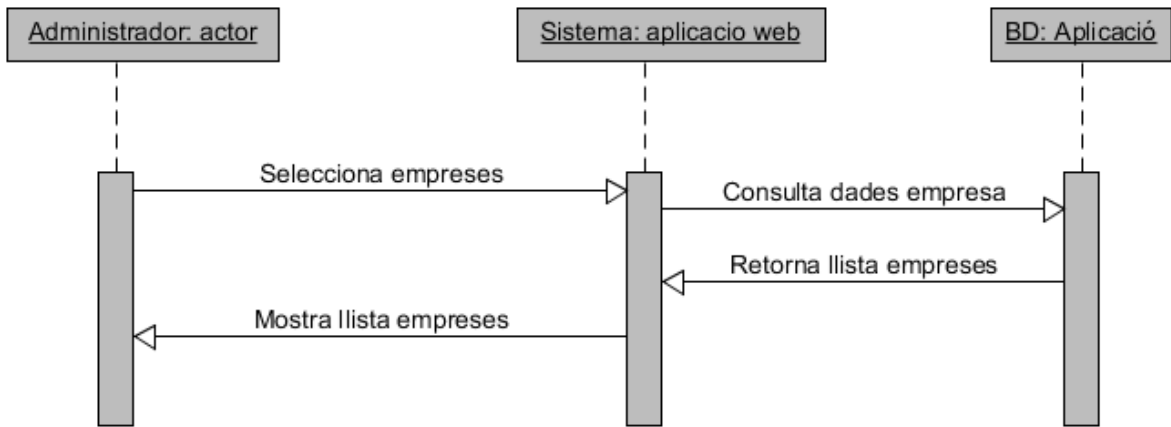 Administrador: actor
Sistema: aplicacio web
BD: Aplicació
Selecciona empreses
Consulta dades empresa
Retorna llista empreses
Mostra llista empreses